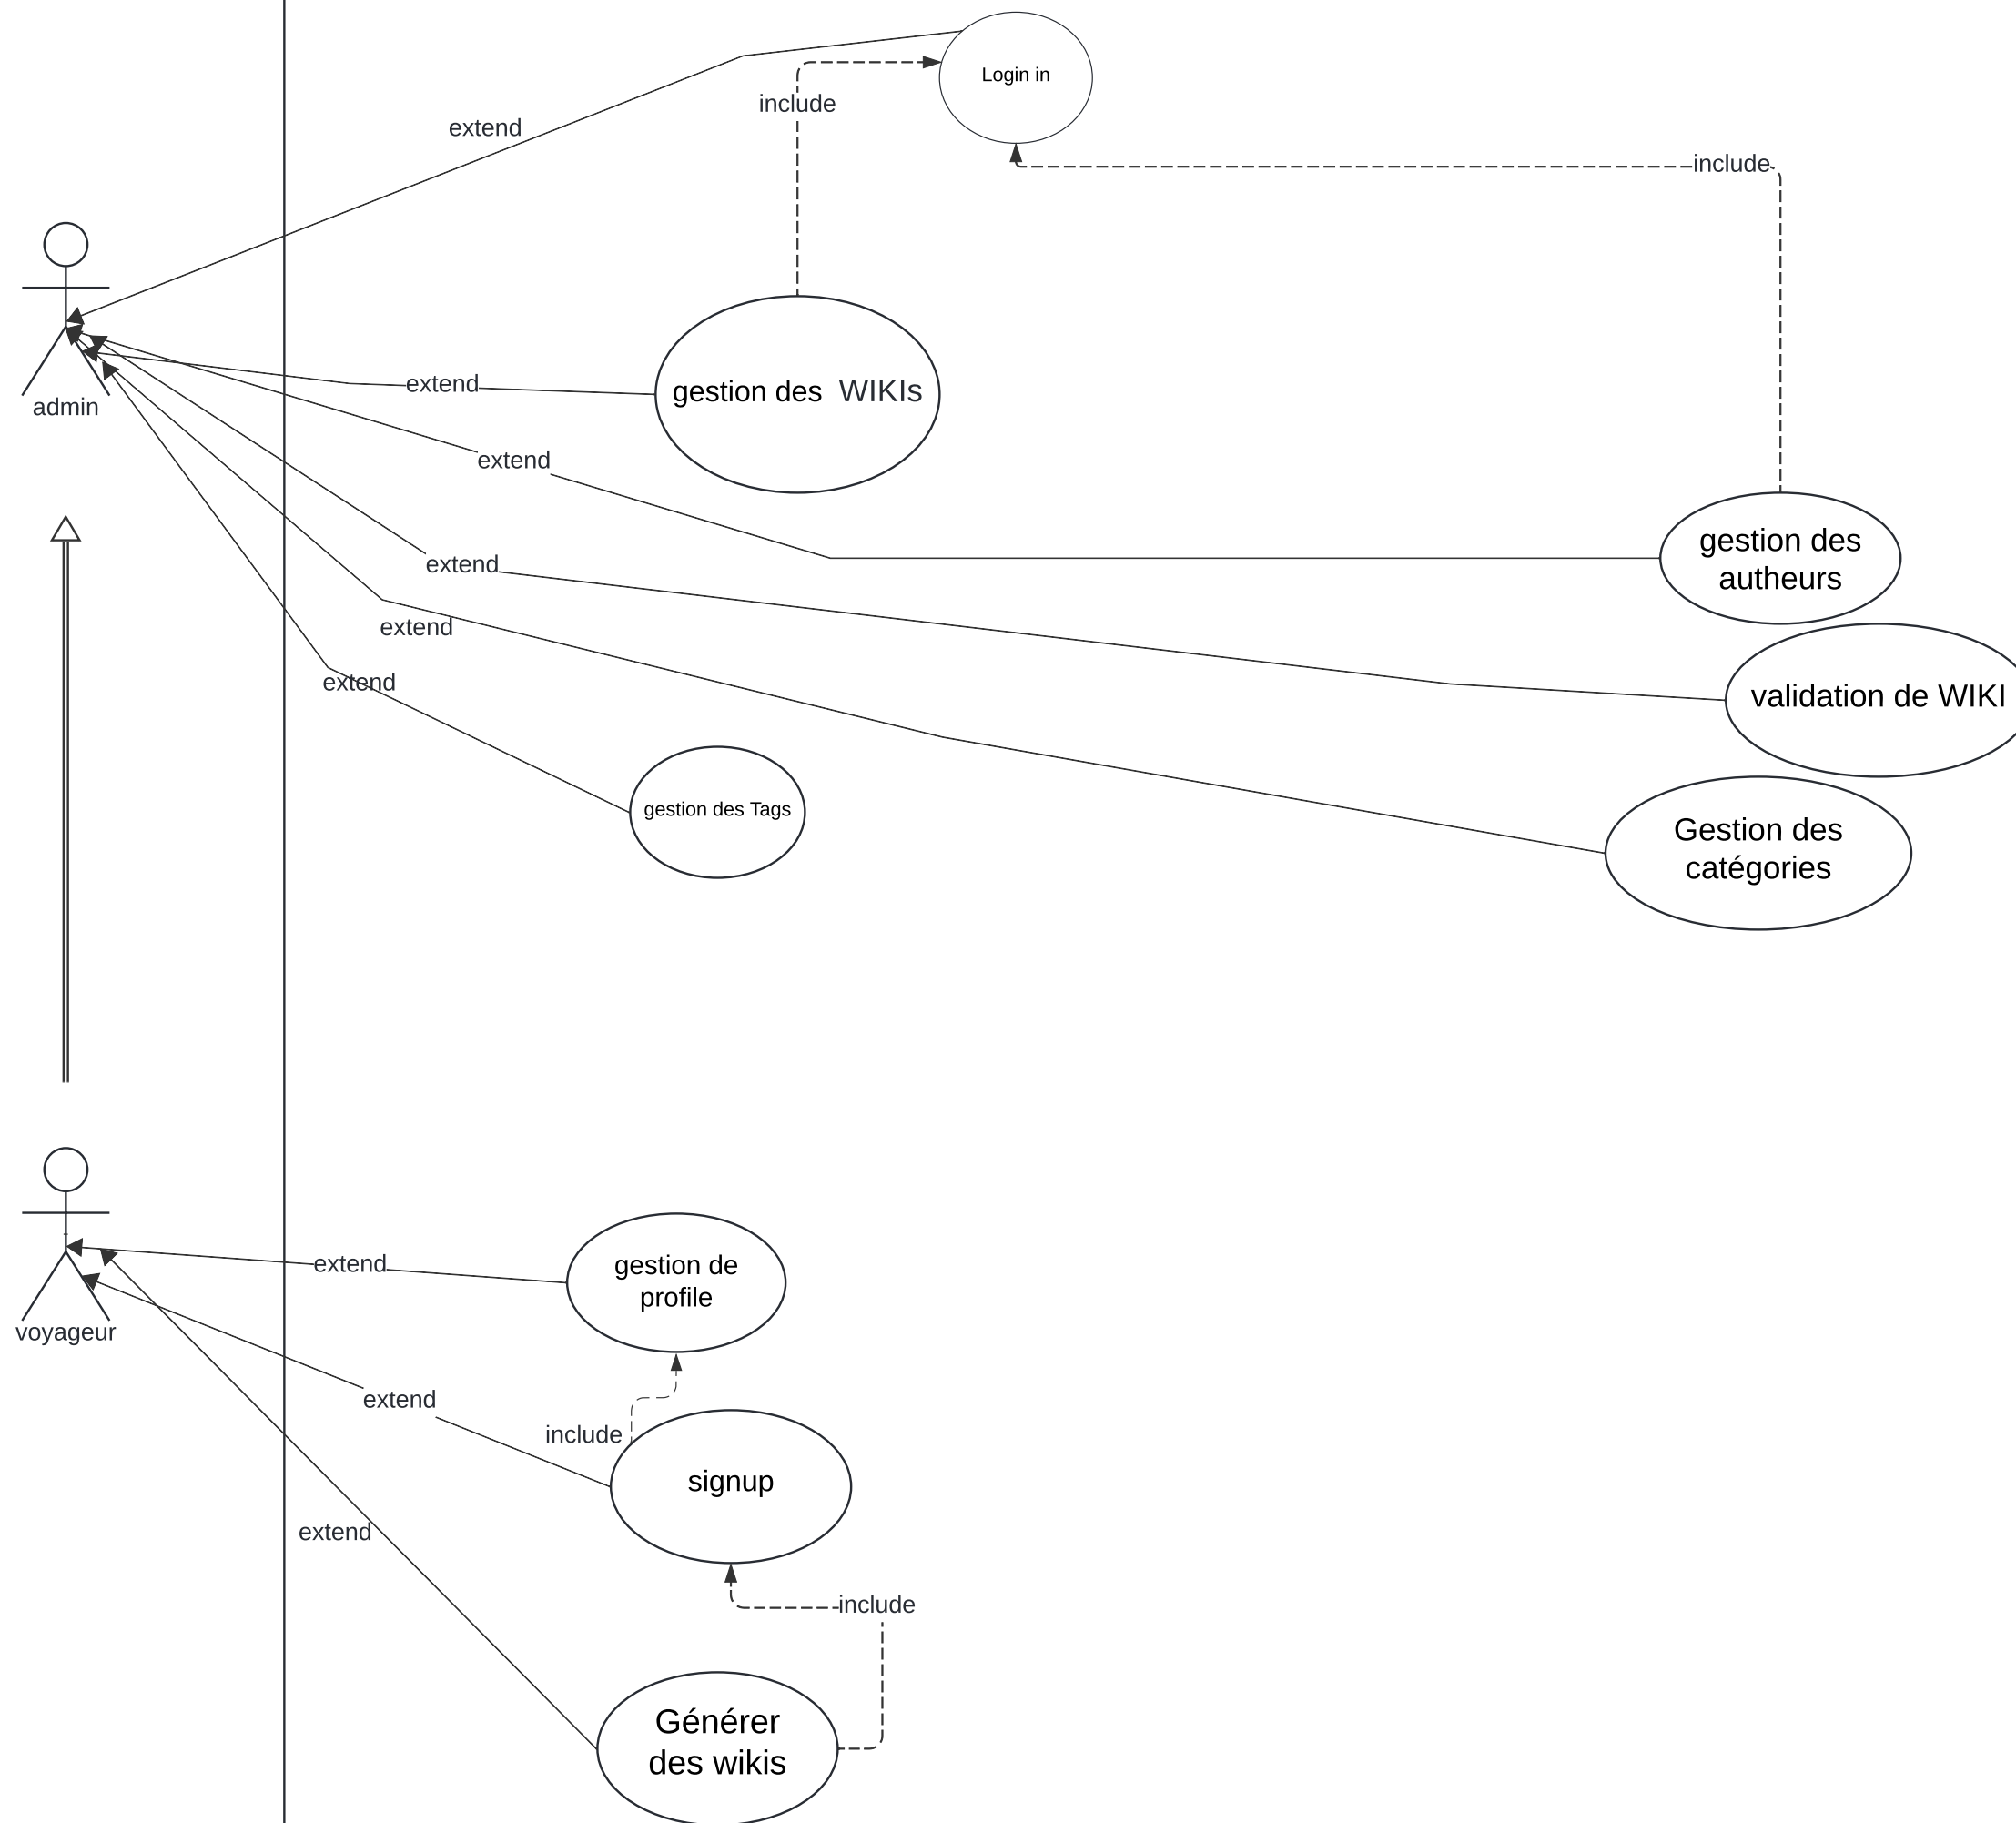 Login in
include
extend
include
admin
extend
gestion des  WIKIs
extend
gestion des
autheurs
extend
extend
extend
validation de WIKI
gestion des Tags
Gestion des
catégories
voyageur
extend
gestion de
profile
extend
include
signup
extend
include
Générer
des wikis